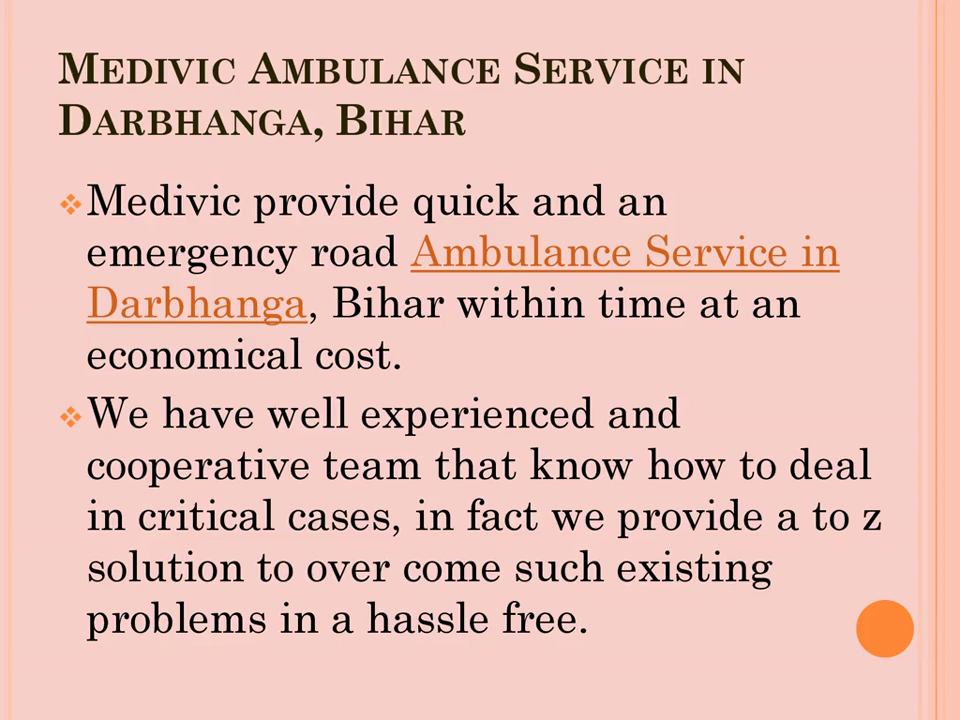 Medivic Ambulance Service in
Darbhanga, Bihar
Medivic provide quick and an
emergency road Ambulance Service in
Darbhanga, Bihar within time at an
economical cost.
We have well experienced and
cooperative team that know how to deal
in critical cases, in fact we provide a to z
solution to over come such existing
problems in a hassle free.